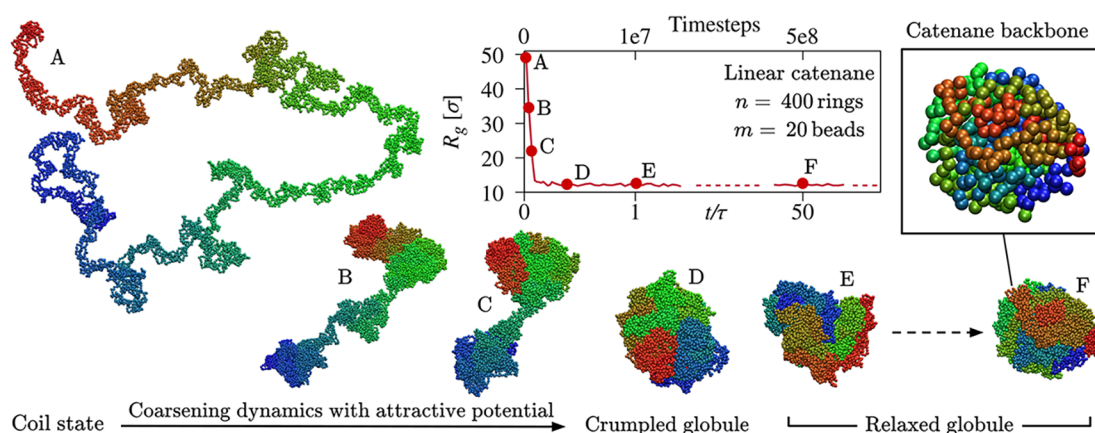 Timesteps
0 1e7 5e8
Catenane backbone
A
50
40
30
20
10
R_g [σ]
A
B
C
D
E
F
Linear catenane
n = 400 rings
m = 20 beads
0 1 t/τ 50
B
C
D
E
F
Coil state
Coarsening dynamics with attractive potential
Crumpled globule
Relaxed globule